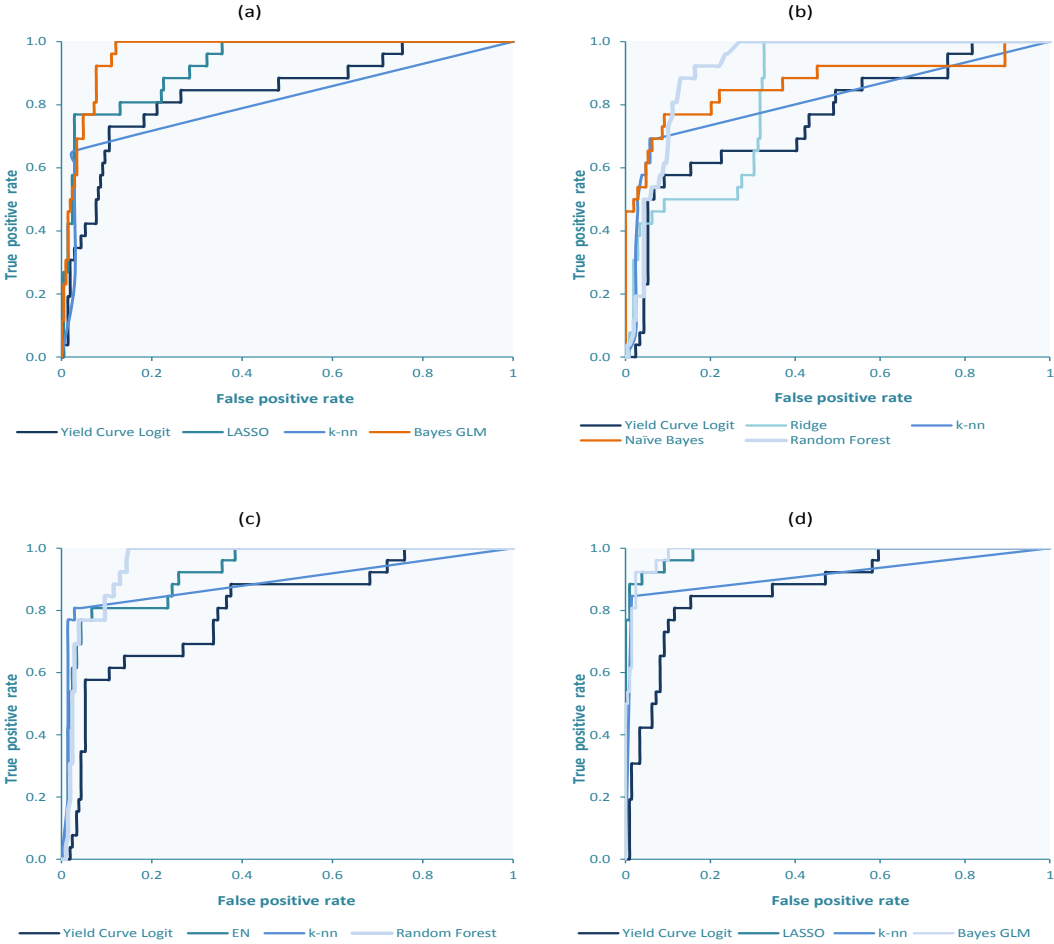 (a)
1.0
0.8
0.6
0.4
0.2
0.0
True positive rate
0 0.2 0.4 0.6 0.8 1
False positive rate
Yield Curve Logit LASSO k-nn Bayes GLM
(b)
1.0
0.8
0.6
0.4
0.2
0.0
True positive rate
0 0.2 0.4 0.6 0.8 1
False positive rate
Yield Curve Logit Ridge k-nn
Naïve Bayes Random Forest
(c)
1.0
0.8
0.6
0.4
0.2
0.0
True positive rate
0 0.2 0.4 0.6 0.8 1
False positive rate
Yield Curve Logit EN k-nn Random Forest
(d)
1.0
0.8
0.6
0.4
0.2
0.0
True positive rate
0 0.2 0.4 0.6 0.8 1
False positive rate
Yield Curve Logit LASSO k-nn Bayes GLM